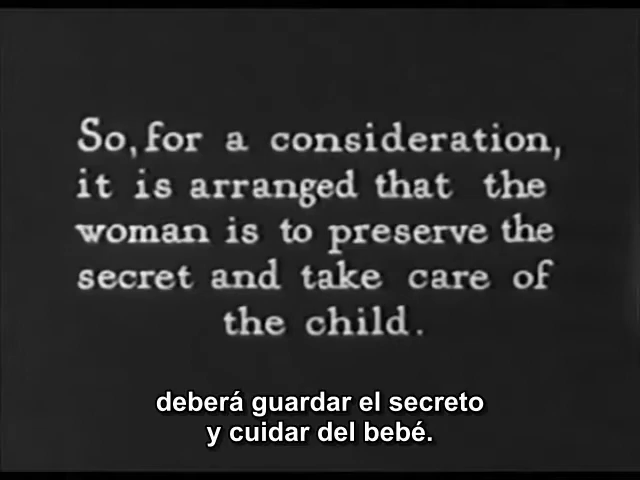 So, for a consideration,
it is arranged that the
woman is to preserve the
secret and take care of
the child.
deberá guardar el secreto
y cuidar del bebé.